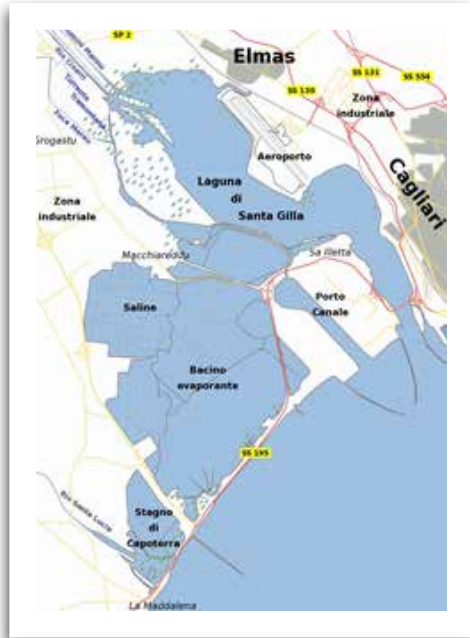 SP 2
Elmas
SS 131
SS 554
SS 130
Zona
industriale
Aeroporto
Cagliari
Laguna
di
Santa Gilla
Zona
industriale
Macchiareddu
Sa illetta
Saline
Porto
Canale
Bacino
evaporante
SS 195
Stagno
di
Capoterra
Rio Santa Lucia
La Maddalena